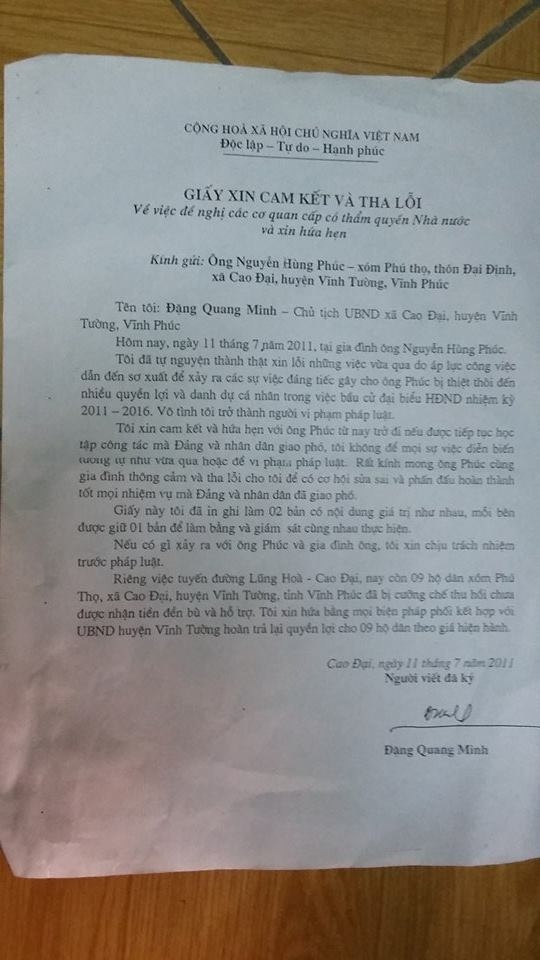 CỘNG HOÀ XÃ HỘI CHỦ NGHĨA VIỆT NAM
Độc lập – Tự do – Hạnh phúc
GIẤY XIN CAM KẾT VÀ THA LỖI
Về việc đề nghị các cơ quan cấp có thẩm quyền Nhà nước
và xin hứa hẹn
Kính gửi: Ông Nguyễn Hùng Phúc – xóm Phú thọ, thôn Đại Định,
xã Cao Đại, huyện Vĩnh Tường, Vĩnh Phúc
Tên tôi: Đặng Quang Minh – Chủ tịch UBND xã Cao Đại, huyện Vĩnh
Tường, Vĩnh Phúc
Hôm nay, ngày 11 tháng 7 năm 2011, tại gia đình ông Nguyễn Hùng Phúc.
Tôi đã tự nguyện thành thật xin lỗi những việc vừa qua do áp lực công việc
dẫn đến sơ xuất để xảy ra các sự việc đáng tiếc gây cho ông Phúc bị thiệt thòi đến
nhiều quyền lợi và danh dự cá nhân trong việc bầu cử đại biểu HĐND nhiệm kỳ
2011 – 2016. Vô tình tôi trở thành người vi phạm pháp luật.
Tôi xin cam kết và hứa hẹn với ông Phúc từ nay trở đi nếu được tiếp tục học
tập công tác mà Đảng và nhân dân giao phó, tôi không để mọi sự việc diễn biến
tương tự như vừa qua hoặc để vi phạm pháp luật. Rất kính mong ông Phúc cùng
gia đình thông cảm và tha lỗi cho tôi để có cơ hội sửa sai và phấn đấu hoàn thành
tốt mọi nhiệm vụ mà Đảng và nhân dân đã giao phó.
Giấy này tôi đã in ghi làm 02 bản có nội dung giá trị như nhau, mỗi bên
được giữ 01 bản để làm bằng và giám sát cùng nhau thực hiện.
Nếu có gì xảy ra với ông Phúc và gia đình ông, tôi xin chịu trách nhiệm
trước pháp luật.
Riêng việc tuyến đường Lũng Hoà - Cao Đại, nay còn 09 hộ dân xóm Phú
Thọ, xã Cao Đại, huyện Vĩnh Tường, tỉnh Vĩnh Phúc đã bị cưỡng chế thu hồi chưa
được nhận tiền đền bù và hỗ trợ. Tôi xin hứa bằng mọi biện pháp phối kết hợp với
UBND huyện Vĩnh Tường hoàn trả lại quyền lợi cho 09 hộ dân theo giá hiện hành.
Cao Đại, ngày 11 tháng 7 năm 2011
Người viết đã ký
Đặng Quang Minh